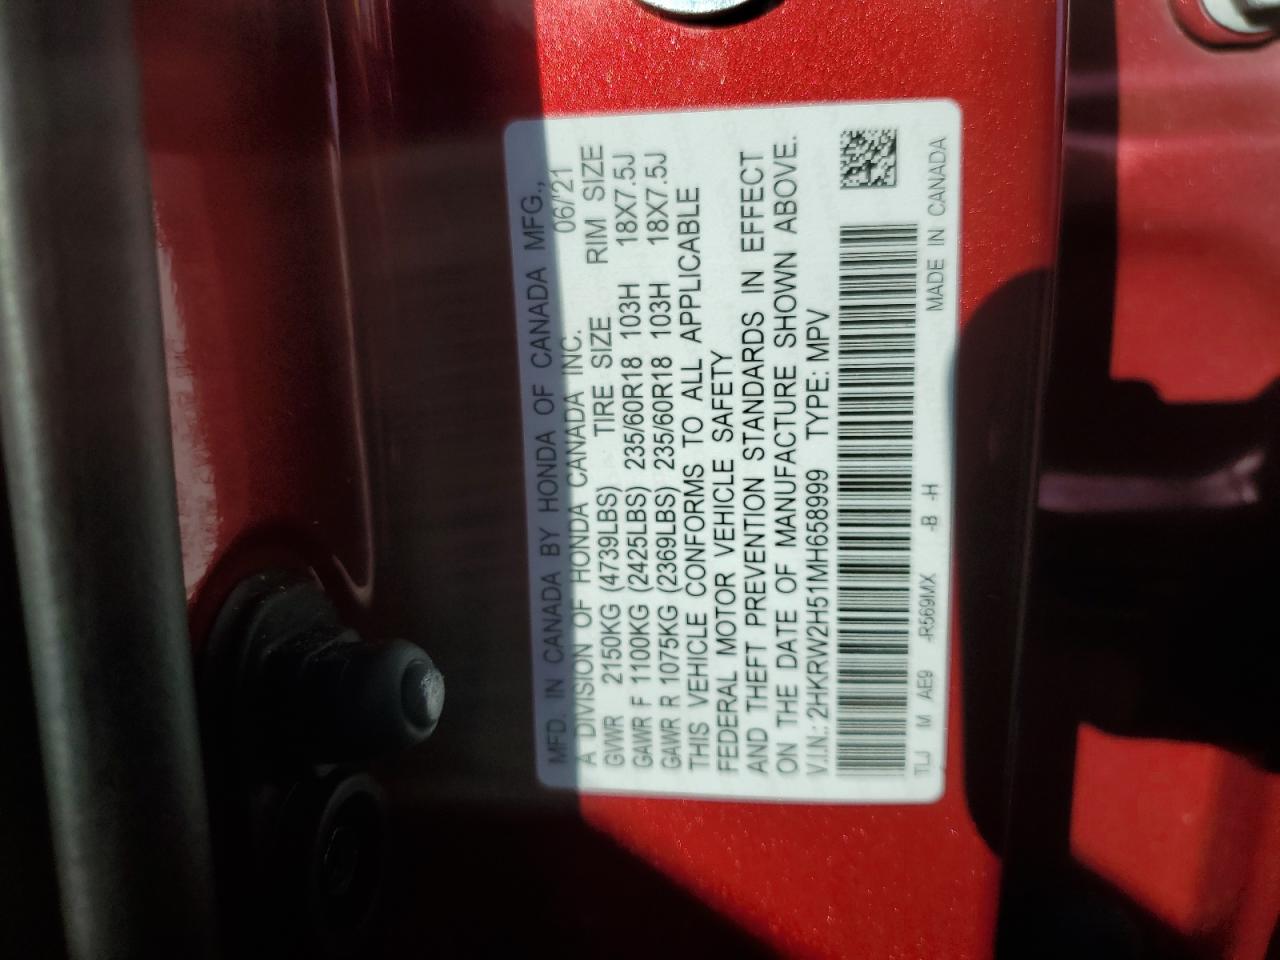 MFD. IN CANADA BY HONDA OF CANADA MFG.,
A DIVISION OF HONDA CANADA INC. 06/'21
GVWR 2150KG (4739LBS) TIRE SIZE RIM SIZE
GAWR F 1100KG (2425LBS) 235/60R18 103H 18X7.5J
GAWR R 1075KG (2369LBS) 235/60R18 103H 18X7.5J
THIS VEHICLE CONFORMS TO ALL APPLICABLE
FEDERAL MOTOR VEHICLE SAFETY
AND THEFT PREVENTION STANDARDS IN EFFECT
ON THE DATE OF MANUFACTURE SHOWN ABOVE.
V.I.N.: 2HKRW2H51MH658999 TYPE: MPV
TLJ M AE9 -R569MX -B -H MADE IN CANADA